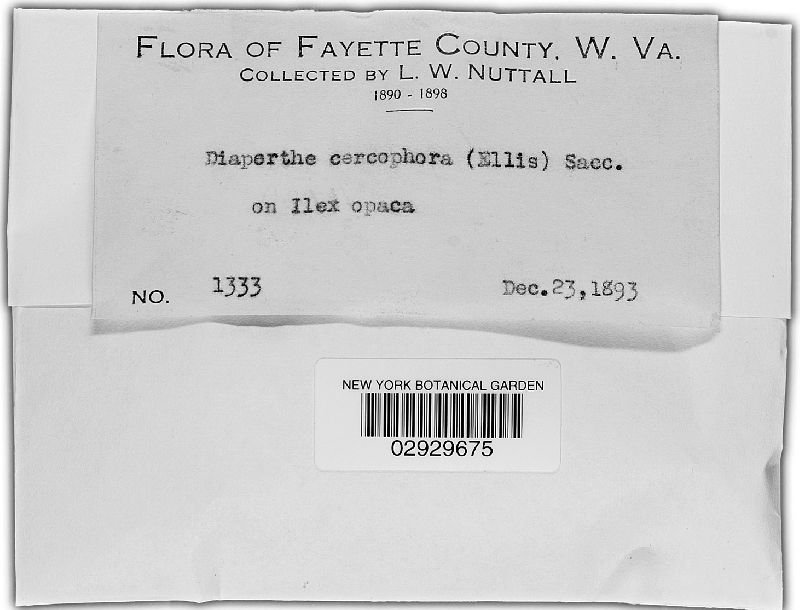 FLORA OF FAYETTE COUNTY, W. VA.
COLLECTED BY L. W. NUTTALL
1890 - 1898
Diaporthe cercophora (Ellis) Sacc.
on Ilex opaca
NO. 1333 Dec. 23, 1893
NEW YORK BOTANICAL GARDEN
02929675